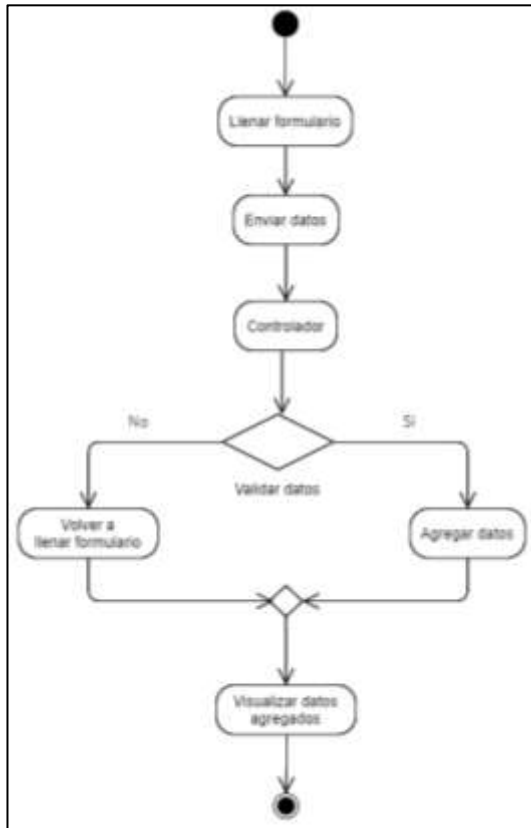 Llenar formulario
Enviar datos
Controlador
No
Si
Validar datos
Volver a
llenar formulario
Agregar datos
Visualizar datos
agregados